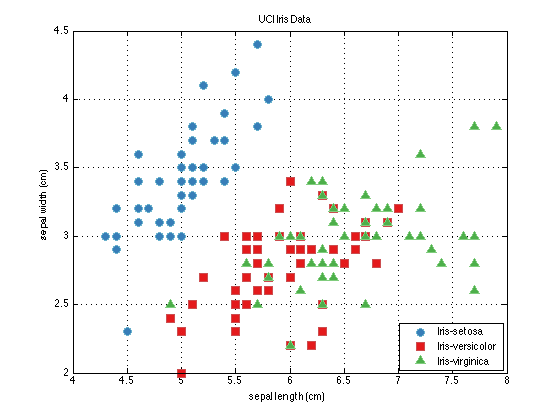 UCI Iris Data
4.5
4
3.5
3
2.5
2
sepal width (cm)
4 4.5 5 5.5 6 6.5 7 7.5 8
sepal length (cm)
Iris-setosa
Iris-versicolor
Iris-virginica